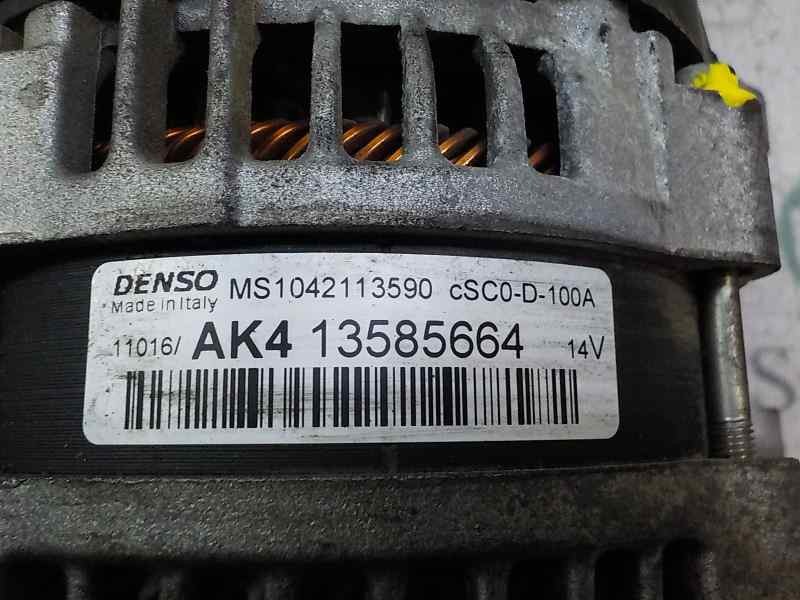 DENSO MS1042113590 cSC0-D-100A
Made in Italy
11016/ AK4 13585664 14V